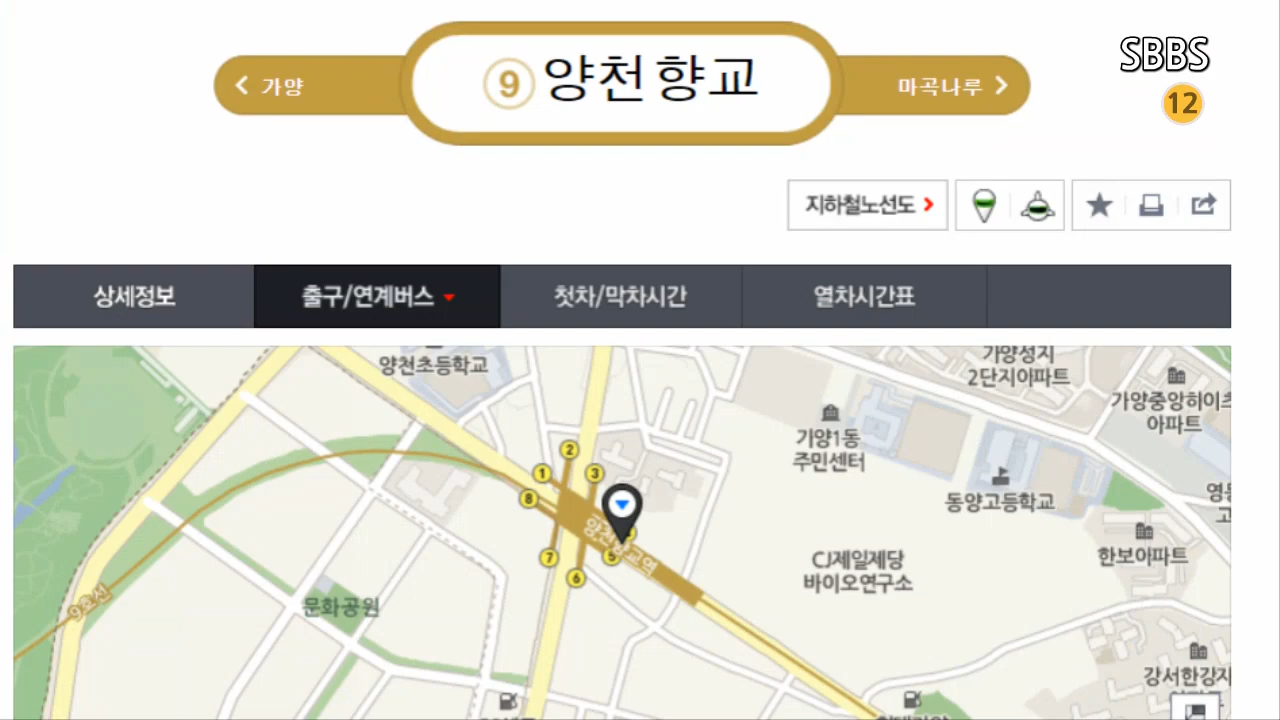 가양
9 양천향교
마곡나루
SBBS
12
지하철노선도
상세정보
출구/연계버스
첫차/막차시간
열차시간표
양천초등학교
가양성지
2단지아파트
가양중앙하이츠
아파트
가양1동
주민센터
동양고등학교
영등
고
한보아파트
CJ제일제당
바이오연구소
1
2
3
8
7
6
5
양천향교역
9호선
문화공원
강서한강자